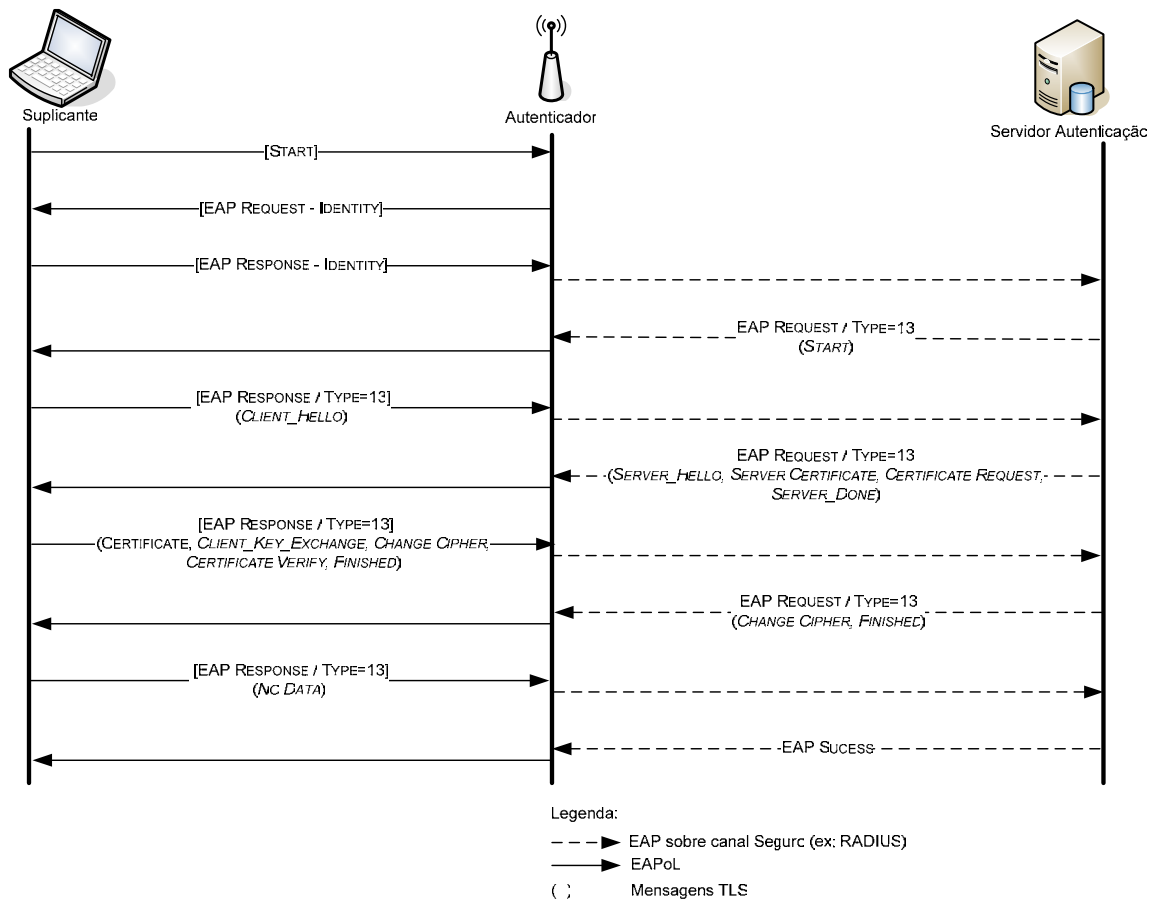 Suplicante
Autenticador
Servidor Autenticação
[START]
[EAP REQUEST - IDENTITY]
[EAP RESPONSE - IDENTITY]
EAP REQUEST / TYPE=13
(START)
[EAP RESPONSE / TYPE=13]
(CLIENT_HELLO)
EAP REQUEST / TYPE=13
(SERVER_HELLO, SERVER CERTIFICATE, CERTIFICATE REQUEST,
SERVER_DONE)
[EAP RESPONSE / TYPE=13]
(CERTIFICATE, CLIENT_KEY_EXCHANGE, CHANGE CIPHER,
CERTIFICATE VERIFY, FINISHED)
EAP REQUEST / TYPE=13
(CHANGE CIPHER, FINISHED)
[EAP RESPONSE / TYPE=13]
(NO DATA)
EAP SUCESS
Legenda:
EAP sobre canal Seguro (ex: RADIUS)
EAPoL
( ) Mensagens TLS